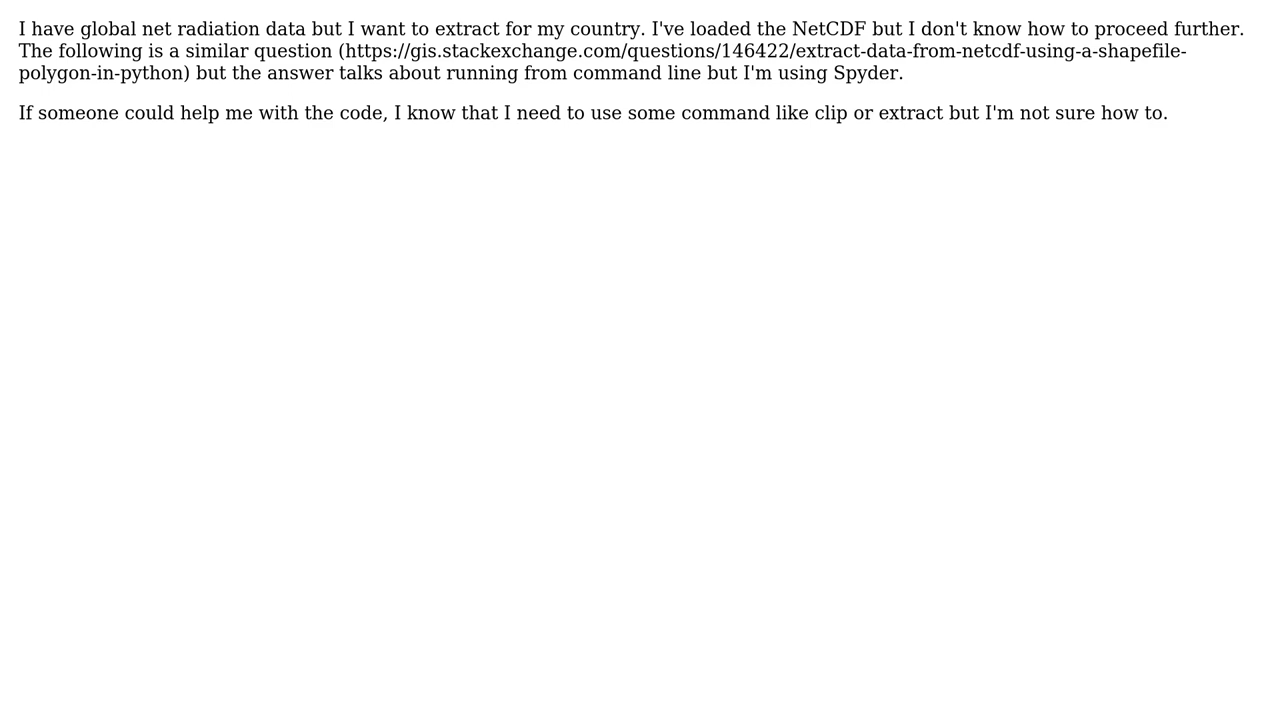 I have global net radiation data but I want to extract for my country. I've loaded the NetCDF but I don't know how to proceed further.
The following is a similar question (https://gis.stackexchange.com/questions/146422/extract-data-from-netcdf-using-a-shapefile-
polygon-in-python) but the answer talks about running from command line but I'm using Spyder.
If someone could help me with the code, I know that I need to use some command like clip or extract but I'm not sure how to.